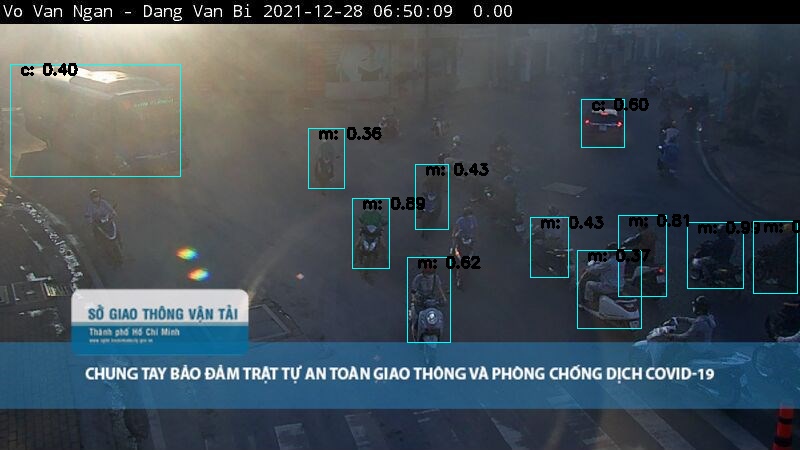 Vo Van Ngan - Dang Van Bi 2021-12-28 06:50:09 0.00
c: 0.40
c: 0.60
m: 0.36
m: 0.43
m: 0.89
m: 0.43
m: 0.81
m: 0.99
m: 0
m: 0.37
m: 0.62
SỞ GIAO THÔNG VẬN TẢI
Thành phố Hồ Chí Minh
CHUNG TAY BẢO ĐẢM TRẬT TỰ AN TOÀN GIAO THÔNG VÀ PHÒNG CHỐNG DỊCH COVID-19